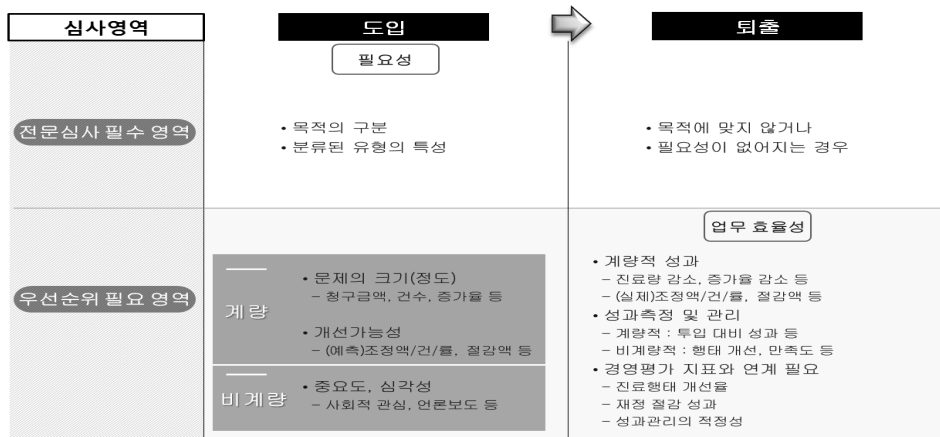 심사영역
도입
퇴출
필요성
전문심사 필수 영역
• 목적의 구분
• 분류된 유형의 특성
• 목적에 맞지 않거나
• 필요성이 없어지는 경우
우선순위 필요 영역
계량
• 문제의 크기(정도)
– 청구금액, 건수, 증가율 등
• 개선가능성
– (예측)조정액/건/률, 절감액 등
비계량
• 중요도, 심각성
– 사회적 관심, 언론보도 등
업무 효율성
• 계량적 성과
– 진료량 감소, 증가율 감소 등
– (실제)조정액/건/률, 절감액 등
• 성과측정 및 관리
– 계량적 : 투입 대비 성과 등
– 비계량적 : 행태 개선, 만족도 등
• 경영평가 지표와 연계 필요
– 진료행태 개선율
– 재정 절감 성과
– 성과관리의 적정성